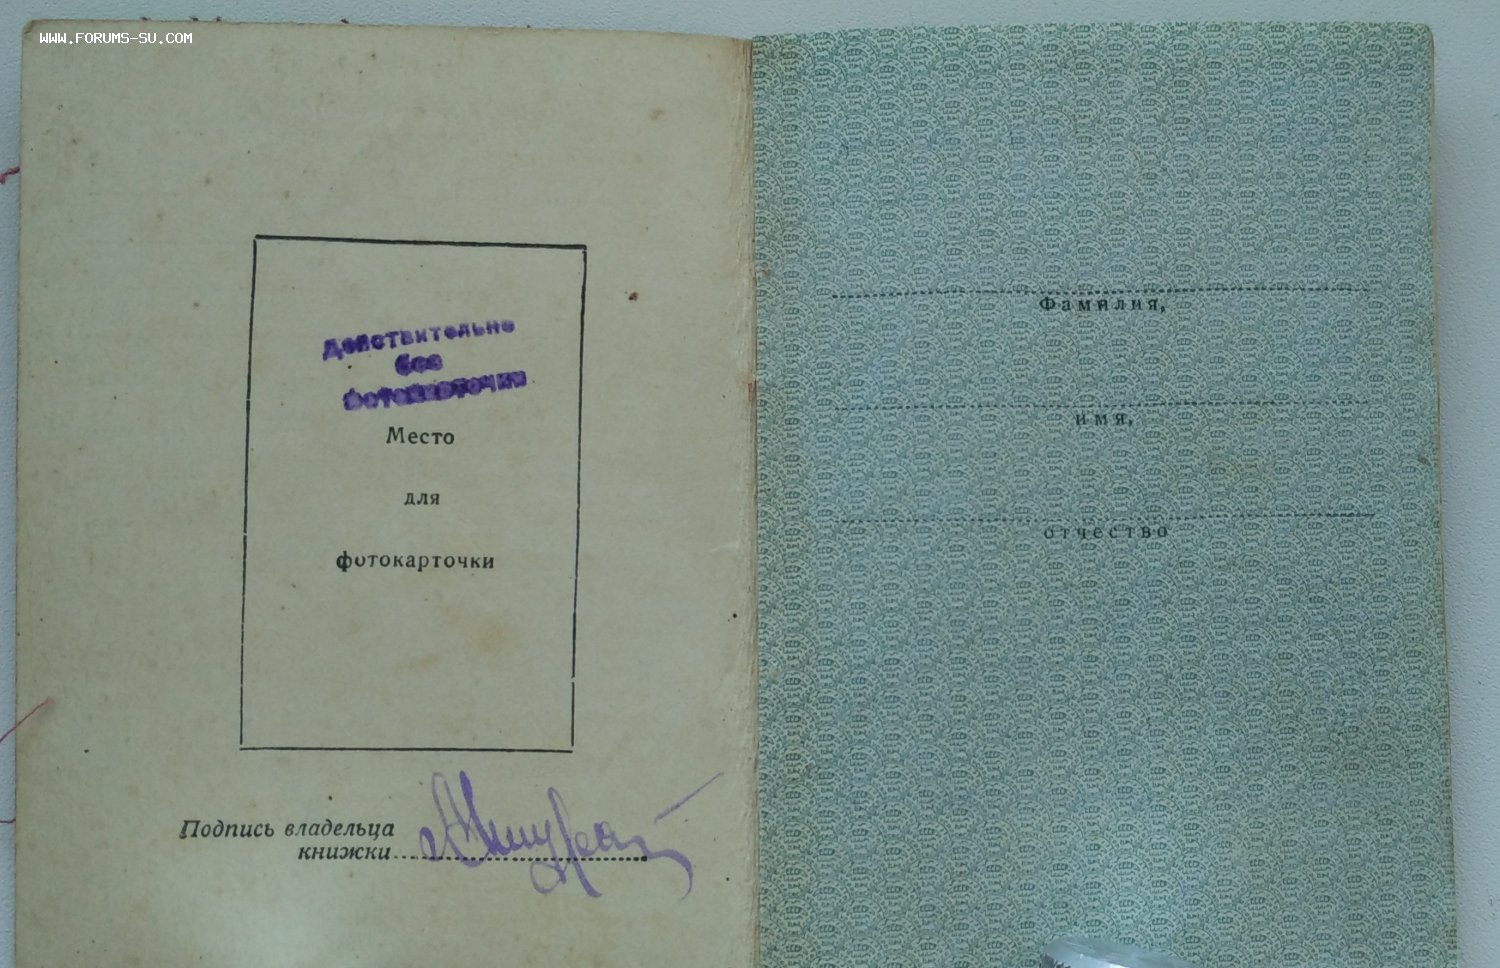 WWW.FORUMS-SU.COM
Действительно
без
фотокарточки
Место
для
фотокарточки
Подпись владельца
книжки
Фамилия,
имя,
отчество